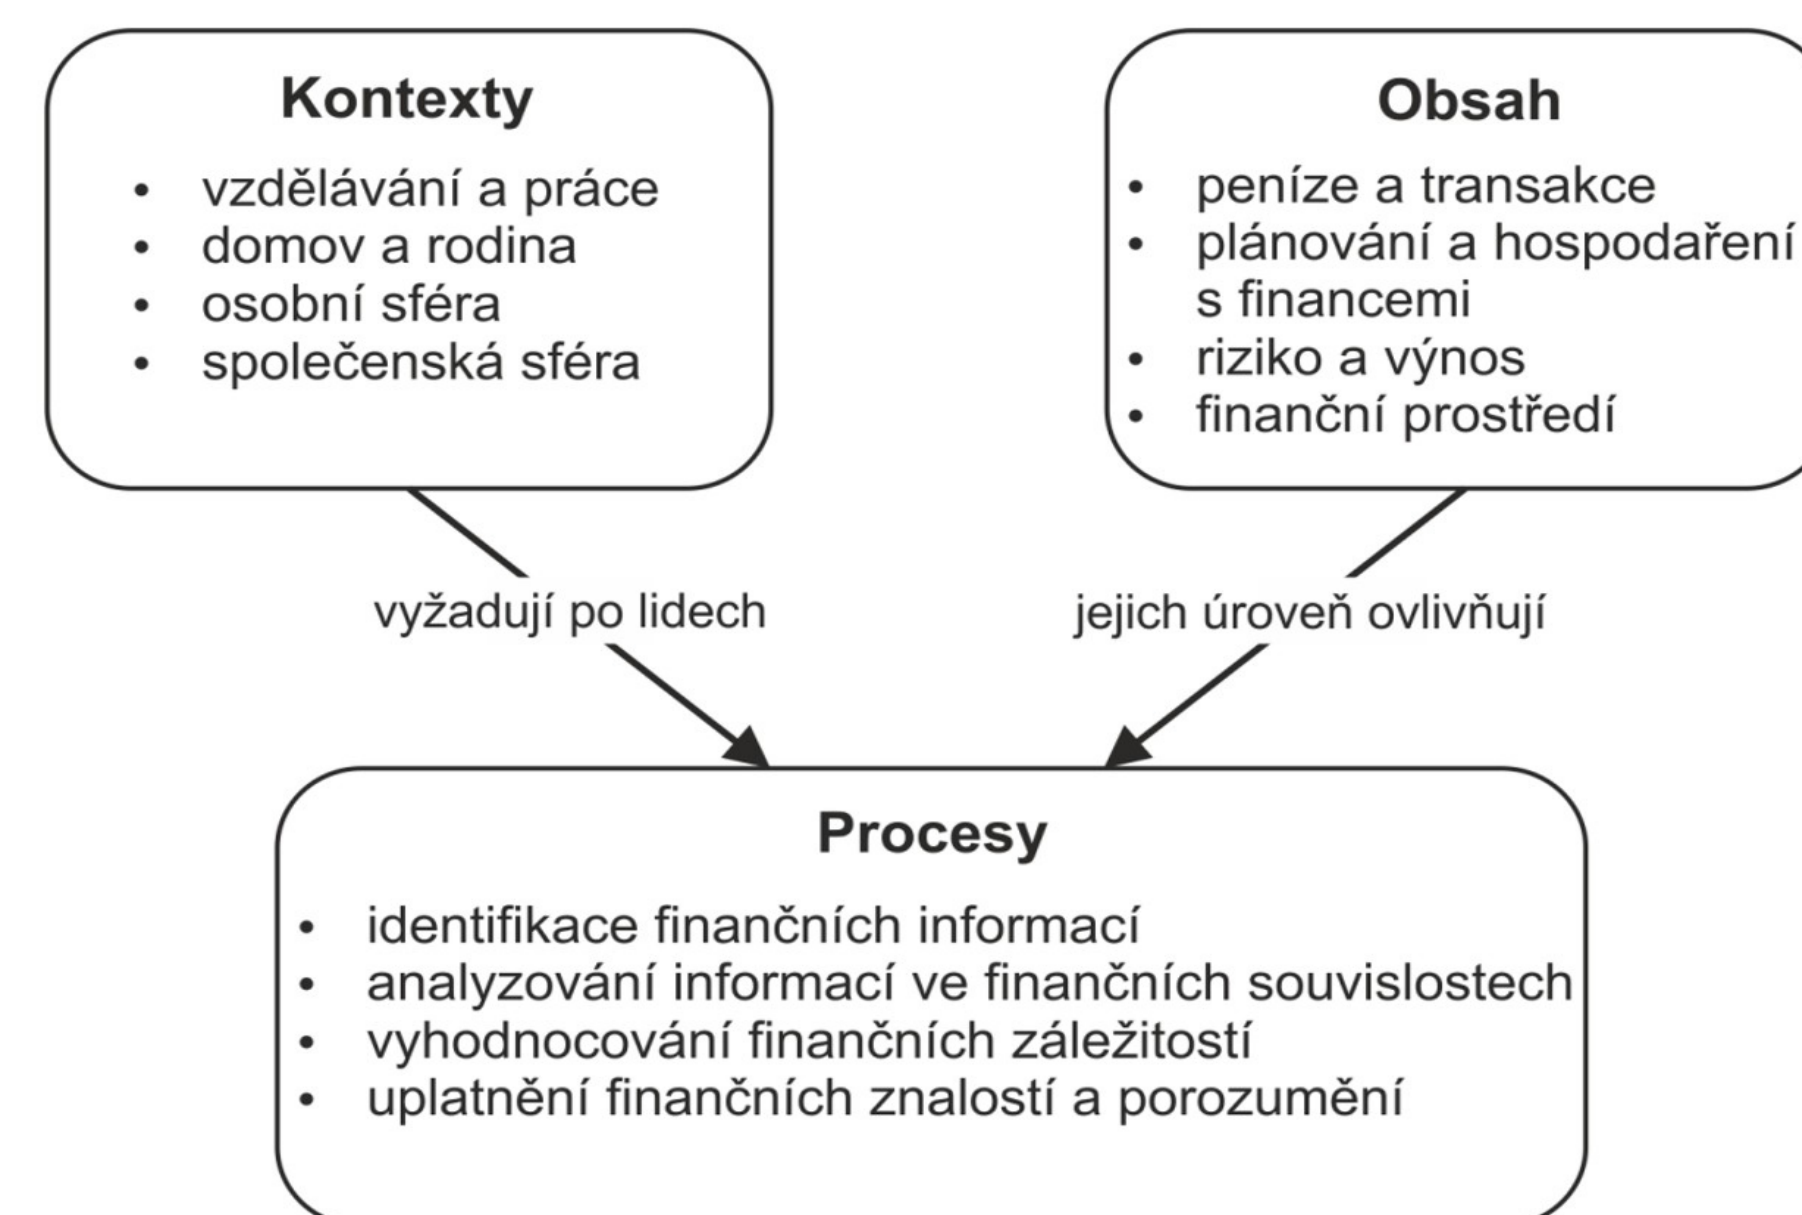 Kontexty
• vzdělávání a práce
• domov a rodina
• osobní sféra
• společenská sféra
Obsah
• peníze a transakce
• plánování a hospodaření
s financemi
• riziko a výnos
• finanční prostředí
vyžadují po lidech
jejich úroveň ovlivňují
Procesy
• identifikace finančních informací
• analyzování informací ve finančních souvislostech
• vyhodnocování finančních záležitostí
• uplatnění finančních znalostí a porozumění